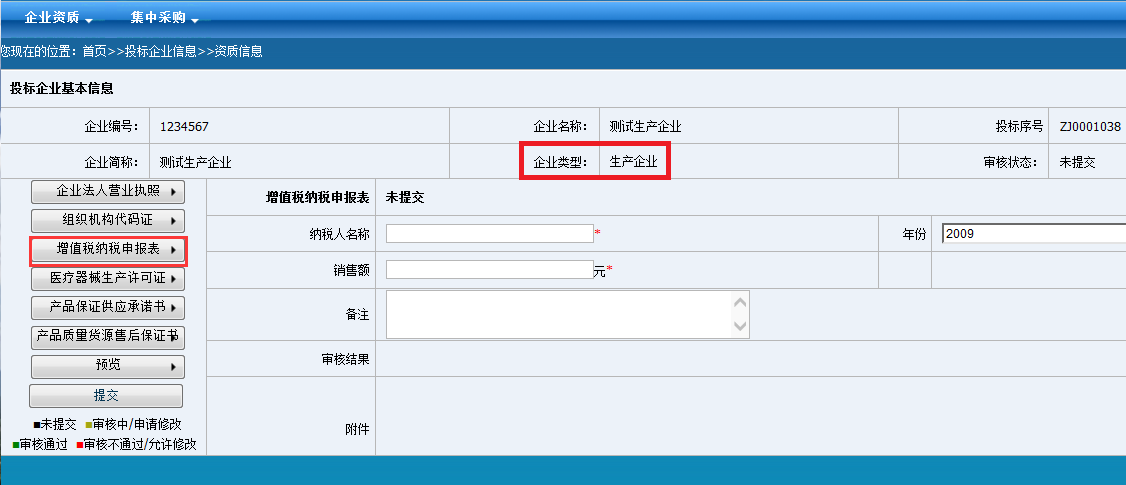 企业资质 集中采购
您现在的位置：首页>>投标企业信息>>资质信息
投标企业基本信息
企业编号： 1234567 企业名称： 测试生产企业 投标序号 ZJ0001038
企业简称： 测试生产企业 企业类型： 生产企业 审核状态： 未提交
企业法人营业执照
组织机构代码证
增值税纳税申报表
医疗器械生产许可证
产品保证供应承诺书
产品质量货源售后保证书
预览
提交
■未提交 ■审核中/申请修改
■审核通过 ■审核不通过/允许修改
增值税纳税申报表 未提交
纳税人名称 * 年份 2009
销售额 元*
备注
审核结果
附件